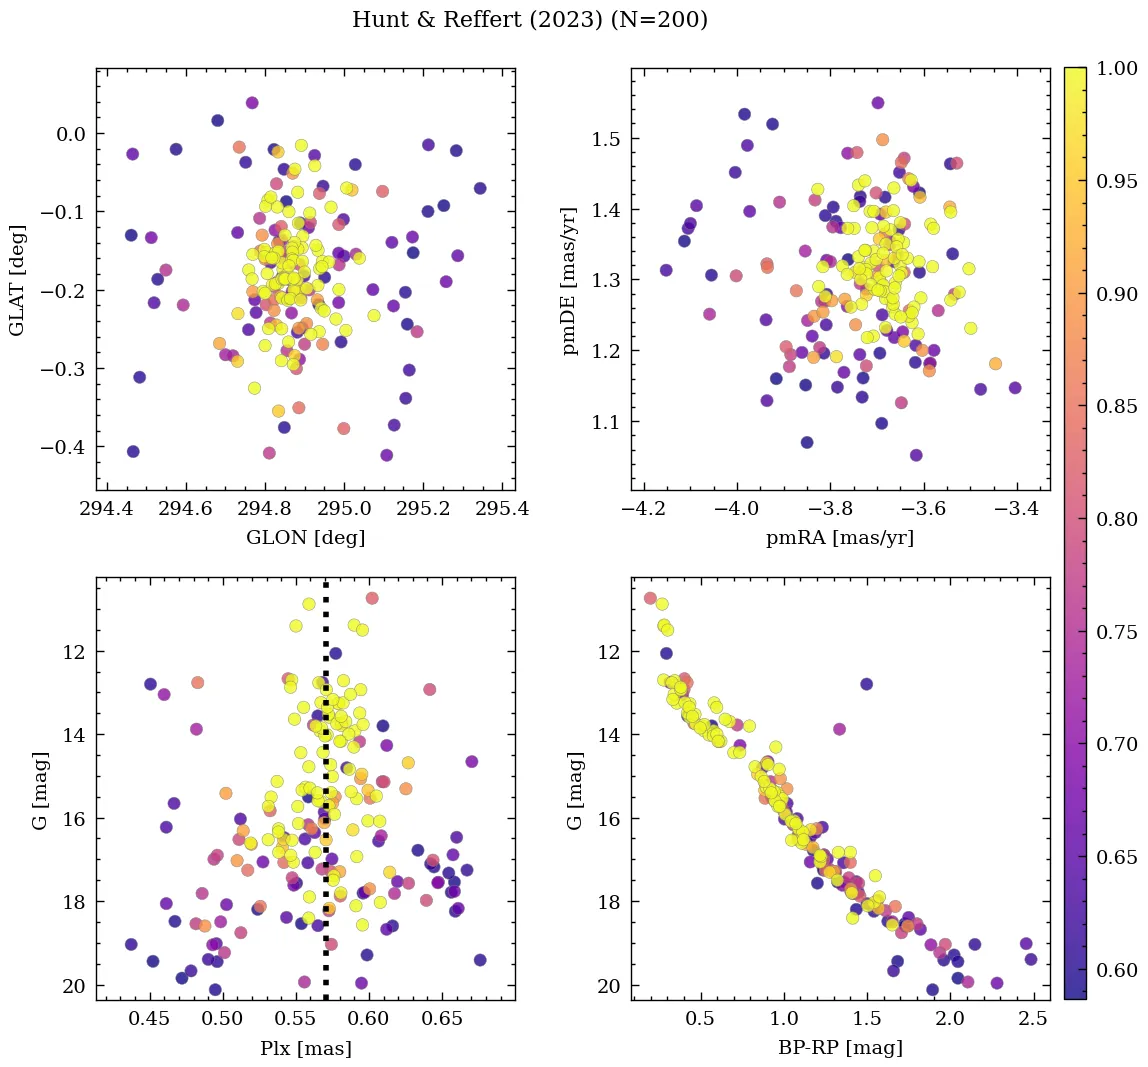 Hunt & Reffert (2023) (N=200)
0.0
−0.1
−0.2
−0.3
−0.4
GLAT [deg]
294.4 294.6 294.8 295.0 295.2 295.4
GLON [deg]
1.5
1.4
1.3
1.2
1.1
pmDE [mas/yr]
−4.2 −4.0 −3.8 −3.6 −3.4
pmRA [mas/yr]
12
14
16
18
20
G [mag]
0.45 0.50 0.55 0.60 0.65
Plx [mas]
12
14
16
18
20
G [mag]
0.5 1.0 1.5 2.0 2.5
BP-RP [mag]
1.00
0.95
0.90
0.85
0.80
0.75
0.70
0.65
0.60